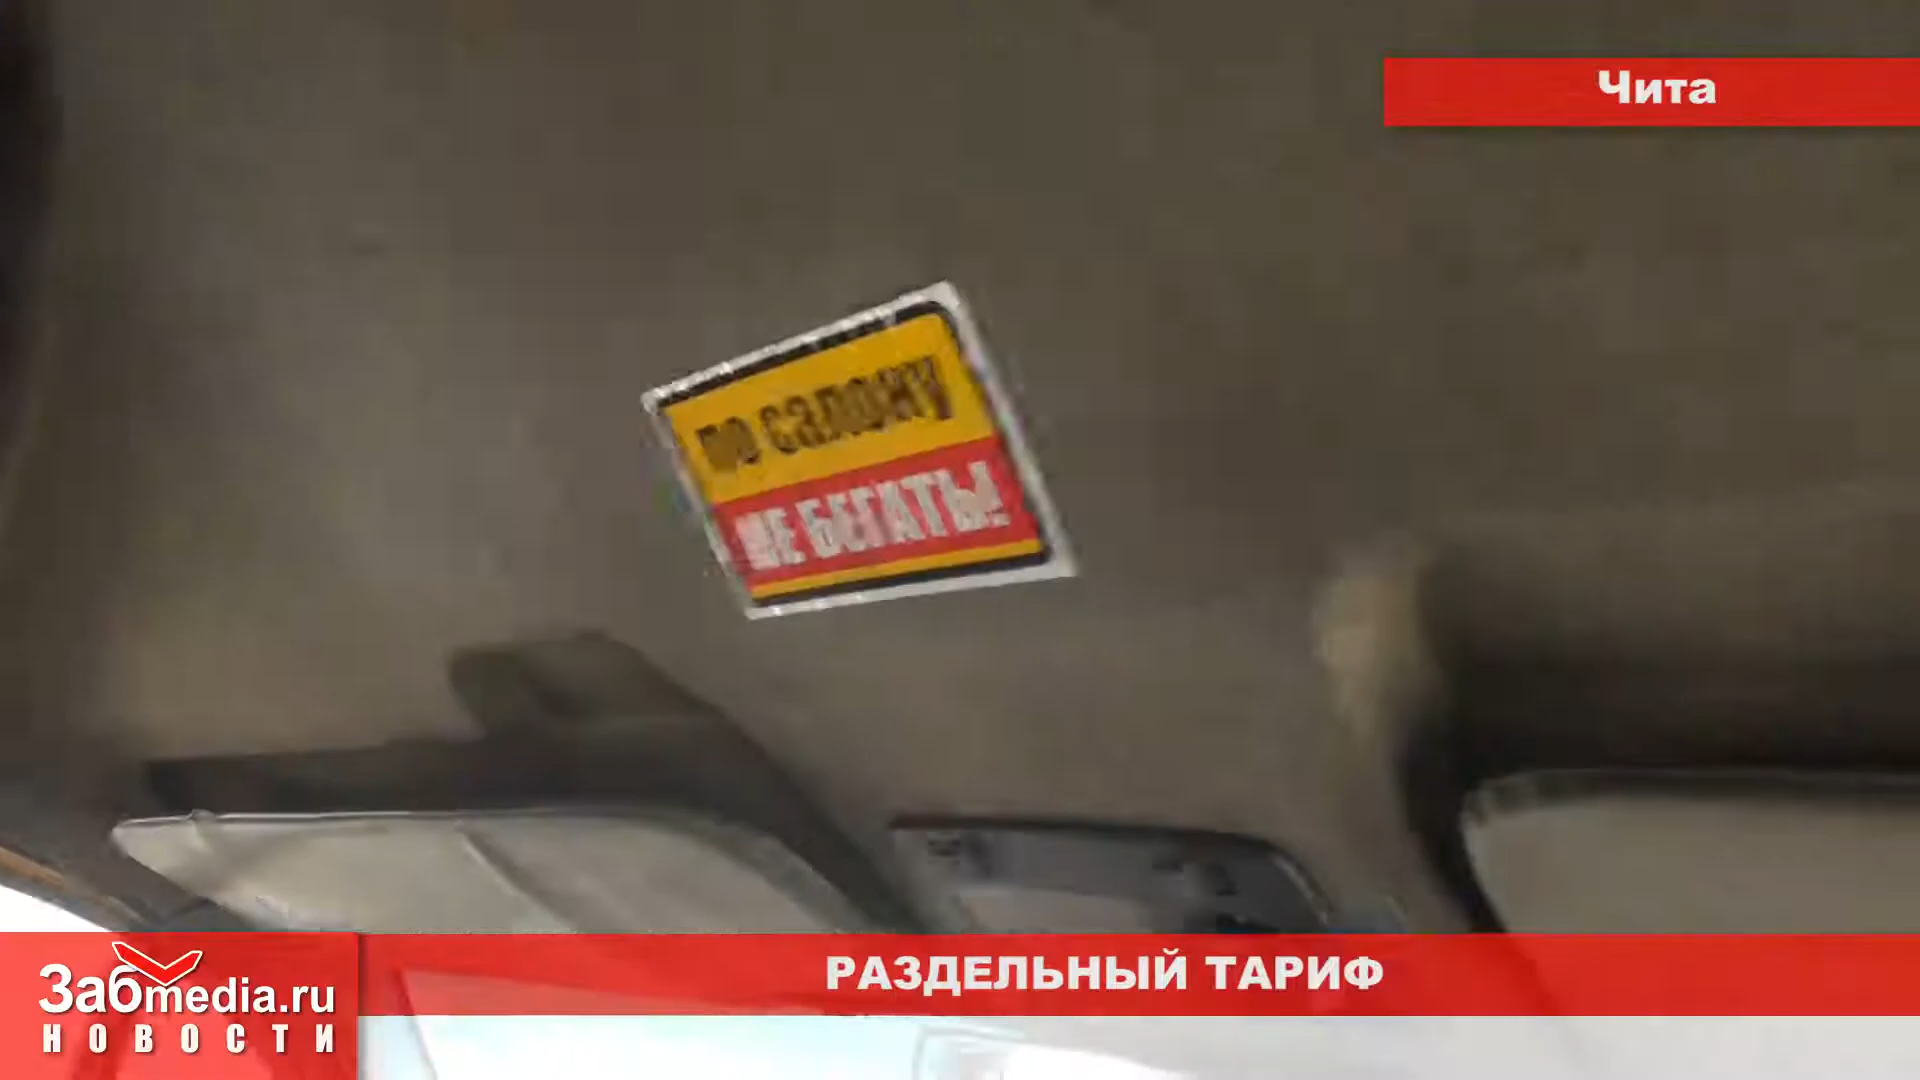 Чита
по салону
НЕ БЕГАТЬ!
РАЗДЕЛЬНЫЙ ТАРИФ
Забmedia.ru
НОВОСТИ